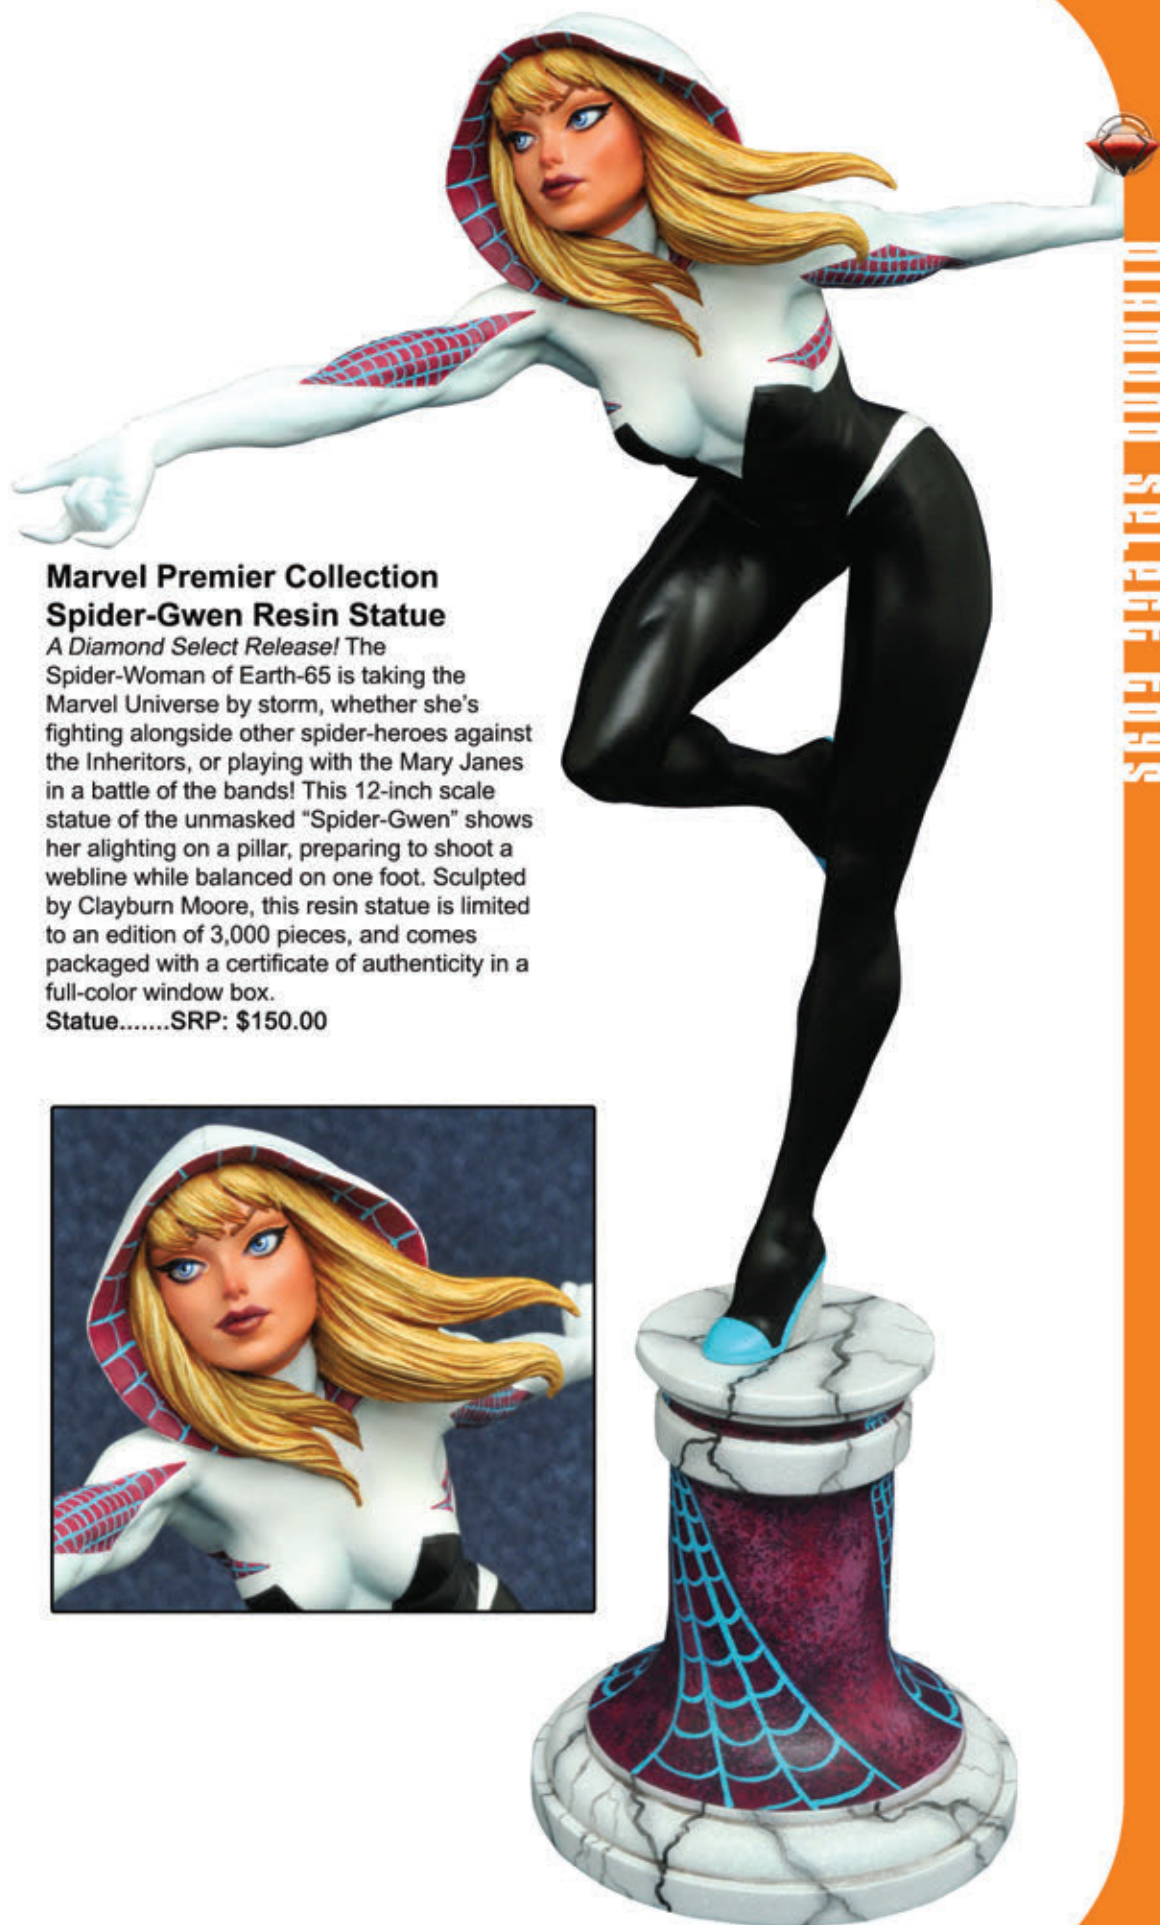 Marvel Premier Collection
Spider-Gwen Resin Statue
A Diamond Select Release! The
Spider-Woman of Earth-65 is taking the
Marvel Universe by storm, whether she's
fighting alongside other spider-heroes against
the Inheritors, or playing with the Mary Janes
in a battle of the bands! This 12-inch scale
statue of the unmasked “Spider-Gwen” shows
her alighting on a pillar, preparing to shoot a
webline while balanced on one foot. Sculpted
by Clayburn Moore, this resin statue is limited
to an edition of 3,000 pieces, and comes
packaged with a certificate of authenticity in a
full-color window box.
Statue.......SRP: $150.00
DIAMOND SELECT TOYS